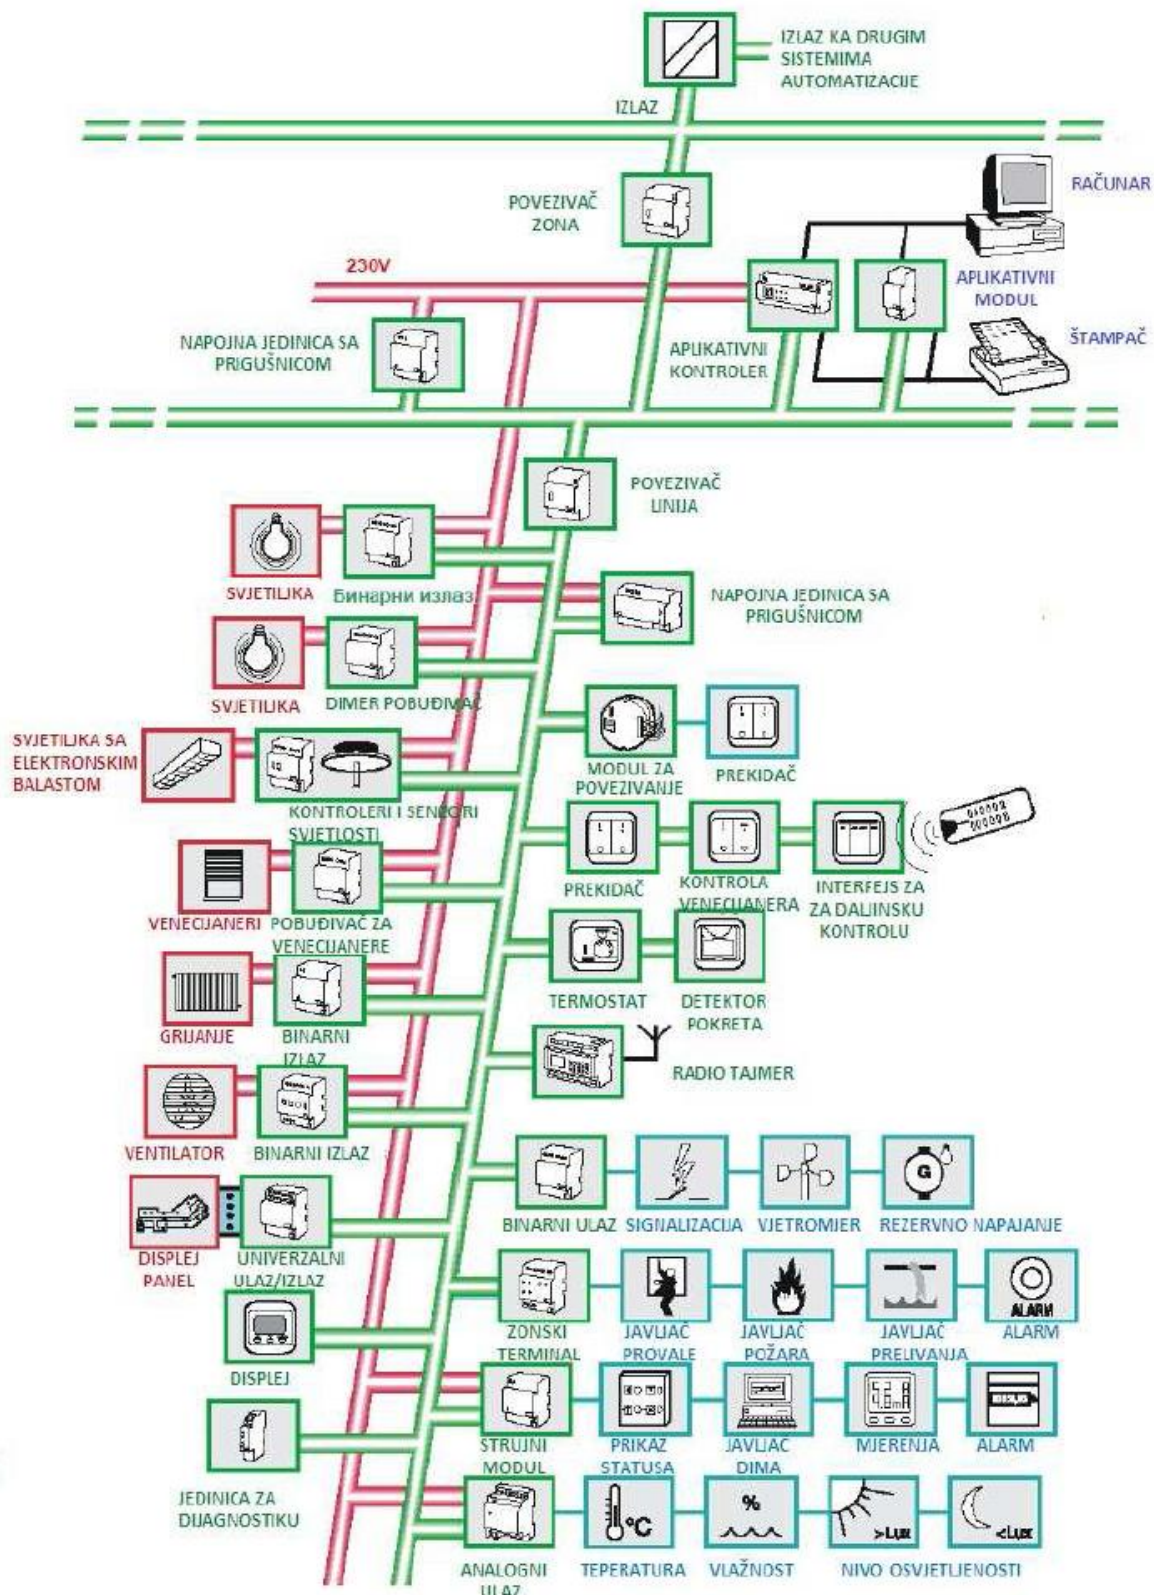 IZLAZ KA DRUGIM
SISTEMIMA
AUTOMATIZACIJE
IZLAZ
POVEZIVAČ
ZONA
RAČUNAR
230V
APLIKATIVNI
MODUL
NAPOJNA JEDINICA SA
PRIGUŠNICOM
APLIKATIVNI
KONTROLER
ŠTAMPAČ
POVEZIVAČ
LINIJA
SVJETILJKA
Бинарни излаз
NAPOJNA JEDINICA SA
PRIGUŠNICOM
SVJETILJKA
DIMER POBUĐIVAČ
SVJETILJKA SA
ELEKTRONSKIM
BALASTOM
KONTROLERI I SENZORI
SVJETLOSTI
MODUL ZA
POVEZIVANJE
PREKIDAČ
VENECIJANERI
POBUĐIVAČ ZA
VENECIJANERE
PREKIDAČ
KONTROLA
VENECIJANERA
INTERFEJS ZA
ZA DALJINSKU
KONTROLU
GRIJANJE
BINARNI
IZLAZ
TERMOSTAT
DETEKTOR
POKRETA
RADIO TAJMER
VENTILATOR
BINARNI IZLAZ
G
BINARNI ULAZ
SIGNALIZACIJA
VJETROMJER
REZERVNO NAPAJANJE
DISPLEJ
PANEL
UNIVERZALNI
ULAZ/IZLAZ
ALARM
ZONSKI
TERMINAL
JAVLJAČ
PROVALE
JAVLJAČ
POŽARA
JAVLJAČ
PRELIVANJA
ALARM
DISPLEJ
STRUJNI
MODUL
PRIKAZ
STATUSA
JAVLJAC
DIMA
MJERENJA
ALARM
JEDINICA ZA
DIJAGNOSTIKU
°C
%
>Lux
<Lux
ANALOGNI
ULAZ
TEPERATURA
VLAŽNOST
NIVO OSVJETLJENOSTI